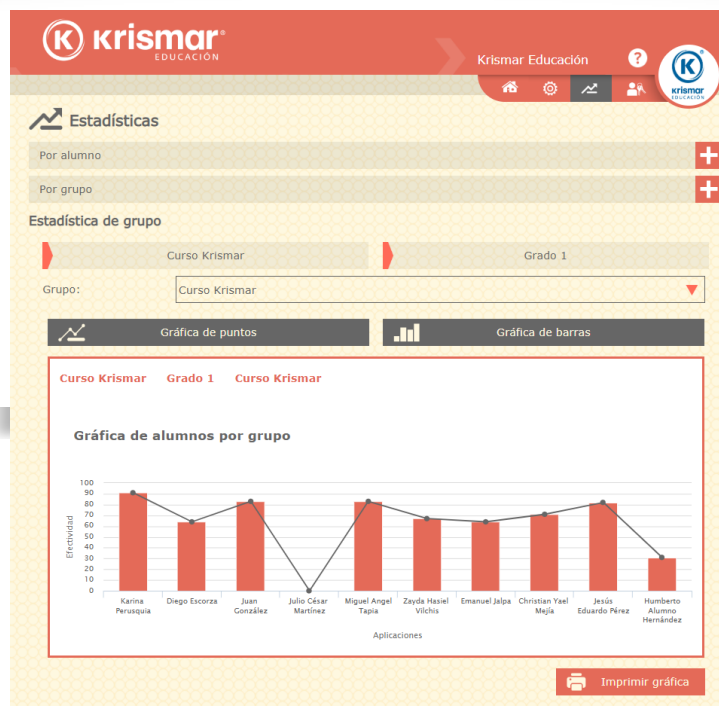 K krismar
EDUCACIÓN
Krismar Educación ?
K
krismar
EDUCACIÓN
Estadísticas
Por alumno
Por grupo
Estadística de grupo
Curso Krismar Grado 1
Grupo: Curso Krismar
Gráfica de puntos Gráfica de barras
Curso Krismar Grado 1 Curso Krismar
Gráfica de alumnos por grupo
Efectividad
100
90
80
70
60
50
40
30
20
10
0
Karina Perusquia
Diego Escorza
Juan González
Julio César Martínez
Miguel Angel Tapia
Zayda Hasiel Vilchis
Emanuel Jalpa
Christian Yael Mejía
Jesús Eduardo Pérez
Humberto Alumno Hernández
Aplicaciones
Imprimir gráfica